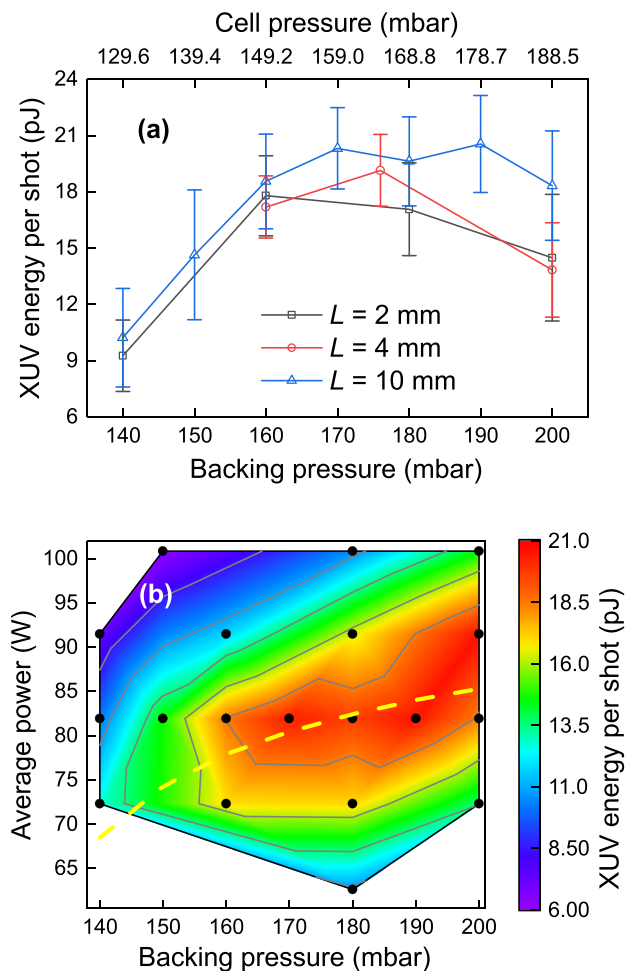 Cell pressure (mbar)
129.6 139.4 149.2 159.0 168.8 178.7 188.5
24
21
18
15
12
9
6
XUV energy per shot (pJ)
(a)
L = 2 mm
L = 4 mm
L = 10 mm
140 150 160 170 180 190 200
Backing pressure (mbar)
100
95
90
85
80
75
70
65
Average power (W)
(b)
140 150 160 170 180 190 200
Backing pressure (mbar)
21.0
18.5
16.0
13.5
11.0
8.50
6.00
XUV energy per shot (pJ)